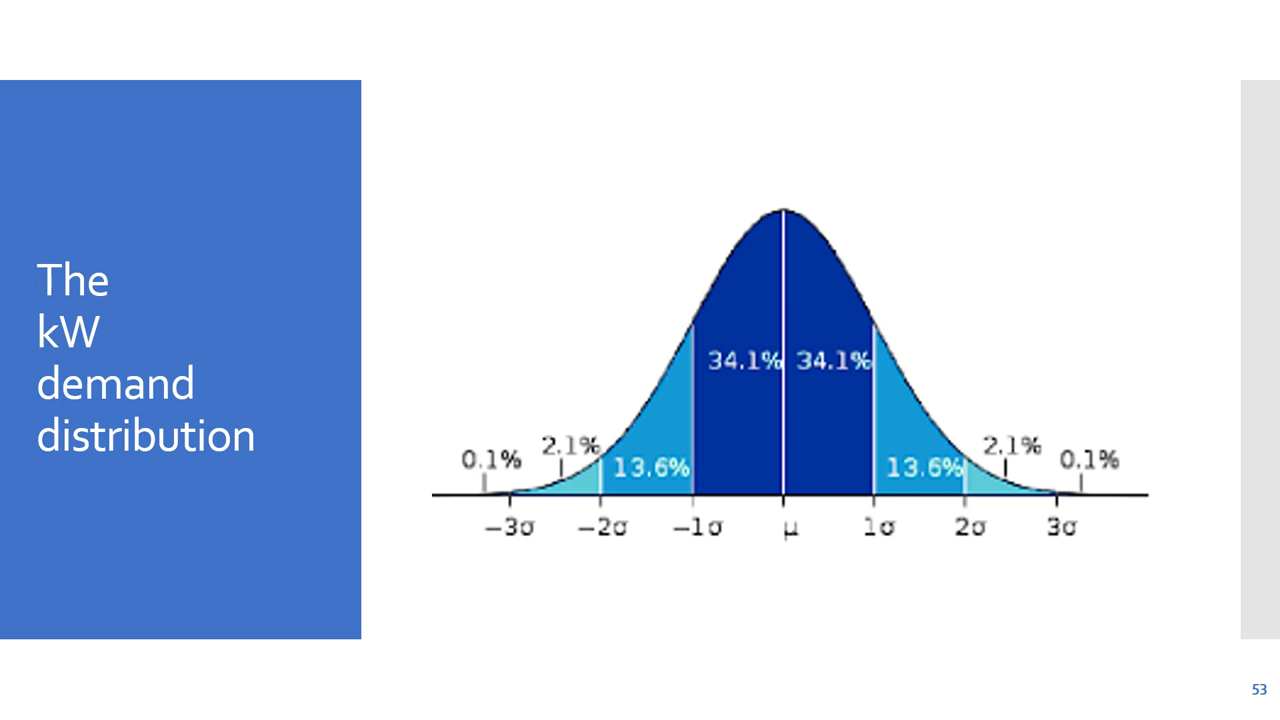 The
kW
demand
distribution
34.1% 34.1%
0.1% 2.1% 13.6% 13.6% 2.1% 0.1%
−3σ −2σ −1σ μ 1σ 2σ 3σ
53